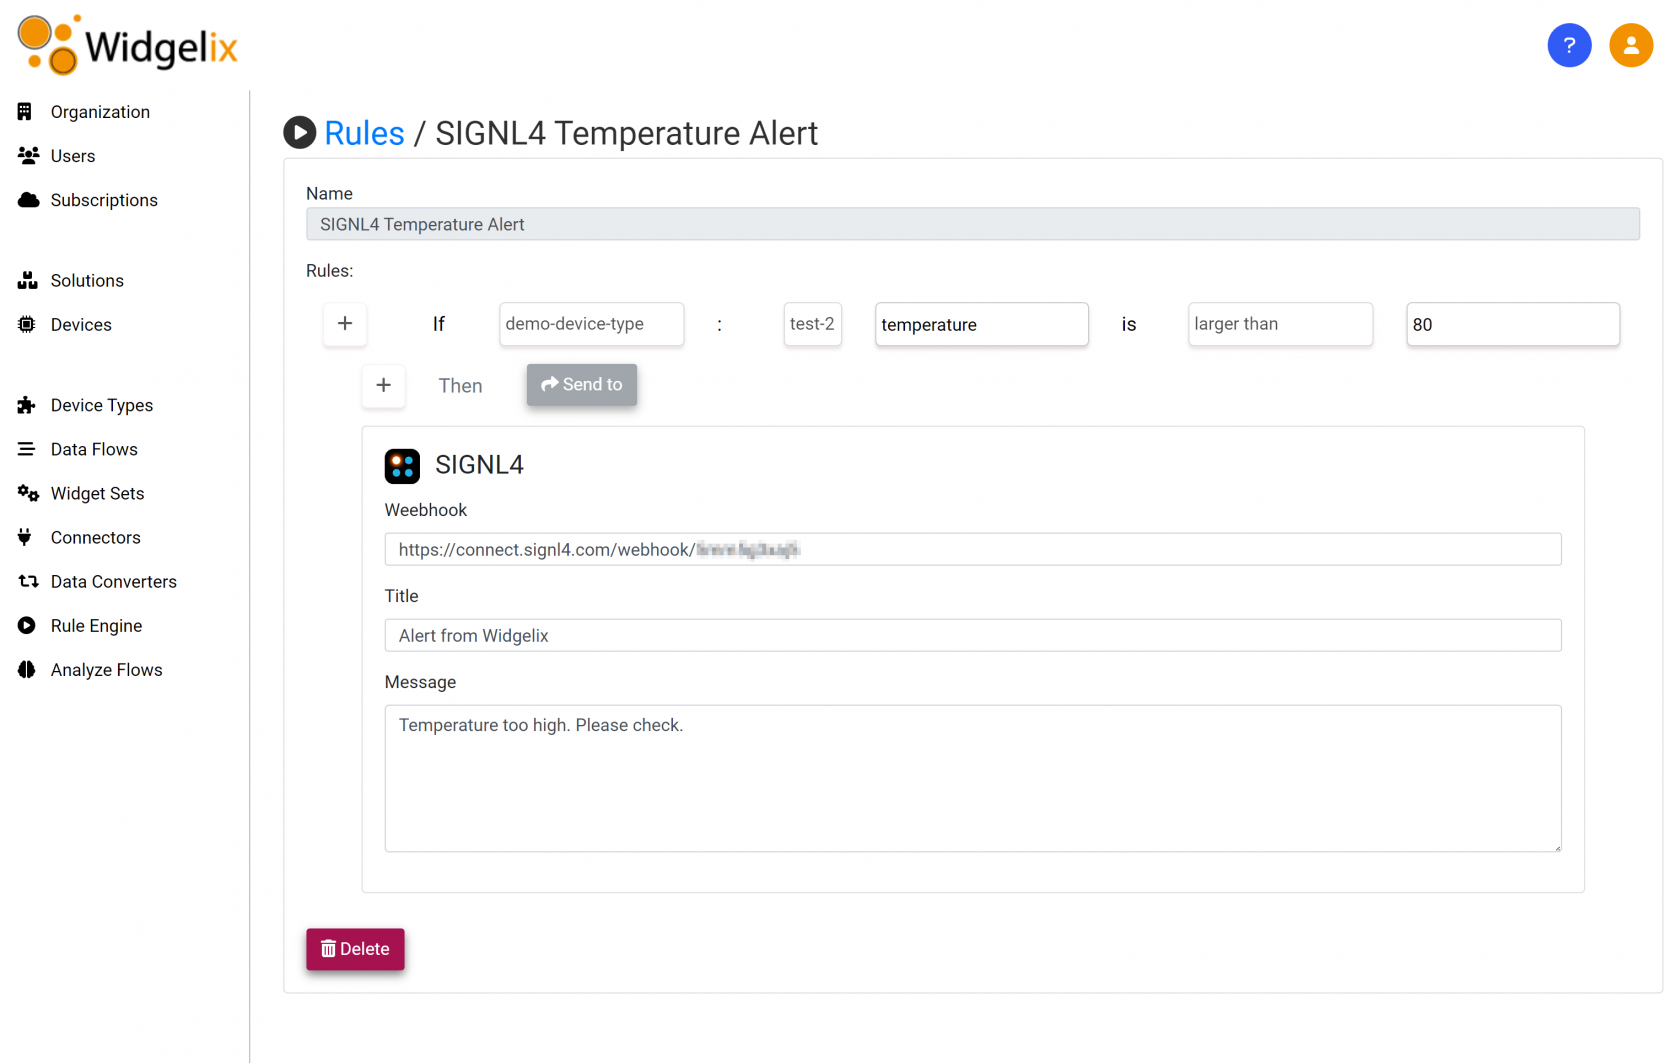 Widgelix
?
Organization
Users
Subscriptions
Solutions
Devices
Device Types
Data Flows
Widget Sets
Connectors
Data Converters
Rule Engine
Analyze Flows
Rules / SIGNL4 Temperature Alert
Name
SIGNL4 Temperature Alert
Rules:
+ If demo-device-type : test-2 temperature is larger than 80
+ Then Send to
SIGNL4
Weebhook
https://connect.signl4.com/webhook/
Title
Alert from Widgelix
Message
Temperature too high. Please check.
Delete